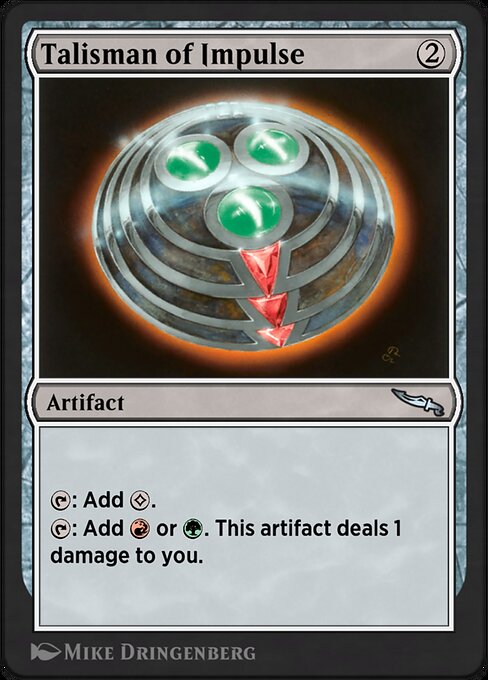 Talisman of Impulse 2
Artifact
: Add .
: Add or . This artifact deals 1
damage to you.
Mike Dringenberg